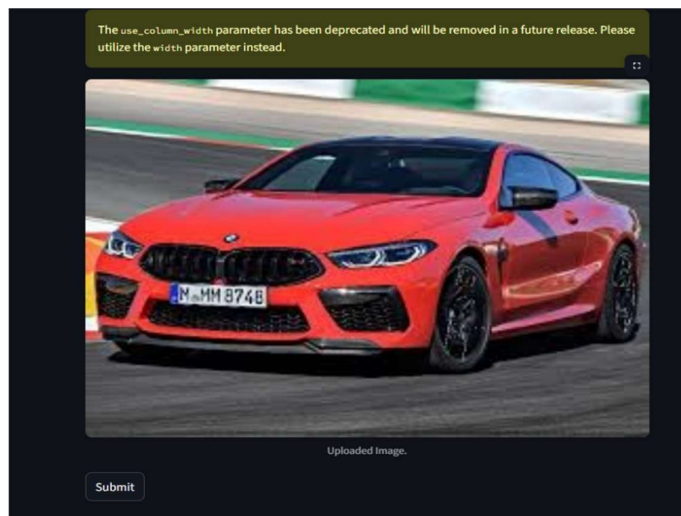 The use_column_width parameter has been deprecated and will be removed in a future release. Please
utilize the width parameter instead.
M MM 8748
Uploaded Image.
Submit